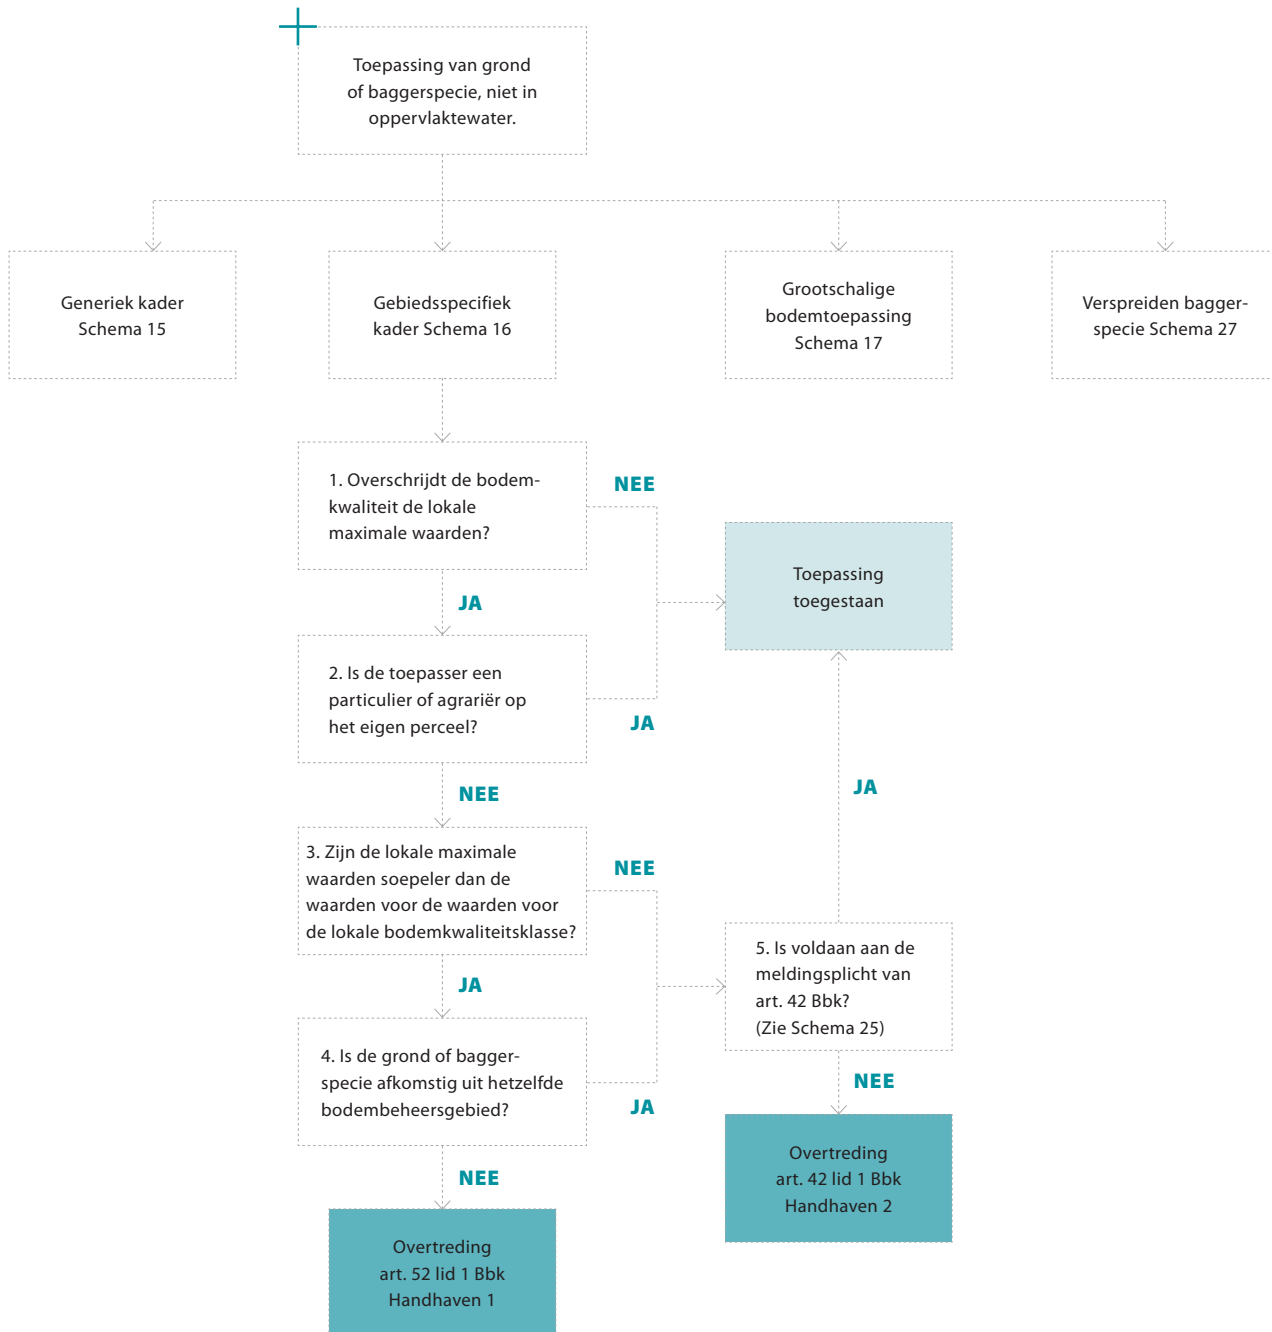 Toepassing van grond
of baggerspecie, niet in
oppervlaktewater.
Generiek kader
Schema 15
Gebiedsspecifiek
kader Schema 16
Grootschalige
bodemtoepassing
Schema 17
Verspreiden bagger-
specie Schema 27
1. Overschrijdt de bodem-
kwaliteit de lokale
maximale waarden?
NEE
JA
Toepassing
toegestaan
2. Is de toepasser een
particulier of agrariër op
het eigen perceel?
JA
NEE
JA
3. Zijn de lokale maximale
waarden soepeler dan de
waarden voor de waarden voor
de lokale bodemkwaliteitsklasse?
NEE
JA
5. Is voldaan aan de
meldingsplicht van
art. 42 Bbk?
(Zie Schema 25)
4. Is de grond of bagger-
specie afkomstig uit hetzelfde
bodembeheersgebied?
JA
NEE
NEE
Overtreding
art. 42 lid 1 Bbk
Handhaven 2
Overtreding
art. 52 lid 1 Bbk
Handhaven 1